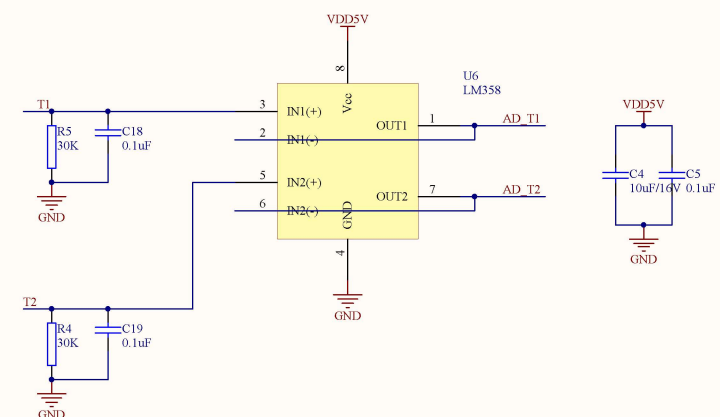 VDD5V
8
Vcc
U6
LM358
T1
3
IN1(+)
R5
30K
C18
0.1uF
2
IN1(-)
OUT1
1
AD_T1
GND
5
IN2(+)
6
IN2(-)
OUT2
7
AD_T2
GND
4
GND
VDD5V
C4
10uF/16V
C5
0.1uF
GND
T2
R4
30K
C19
0.1uF
GND